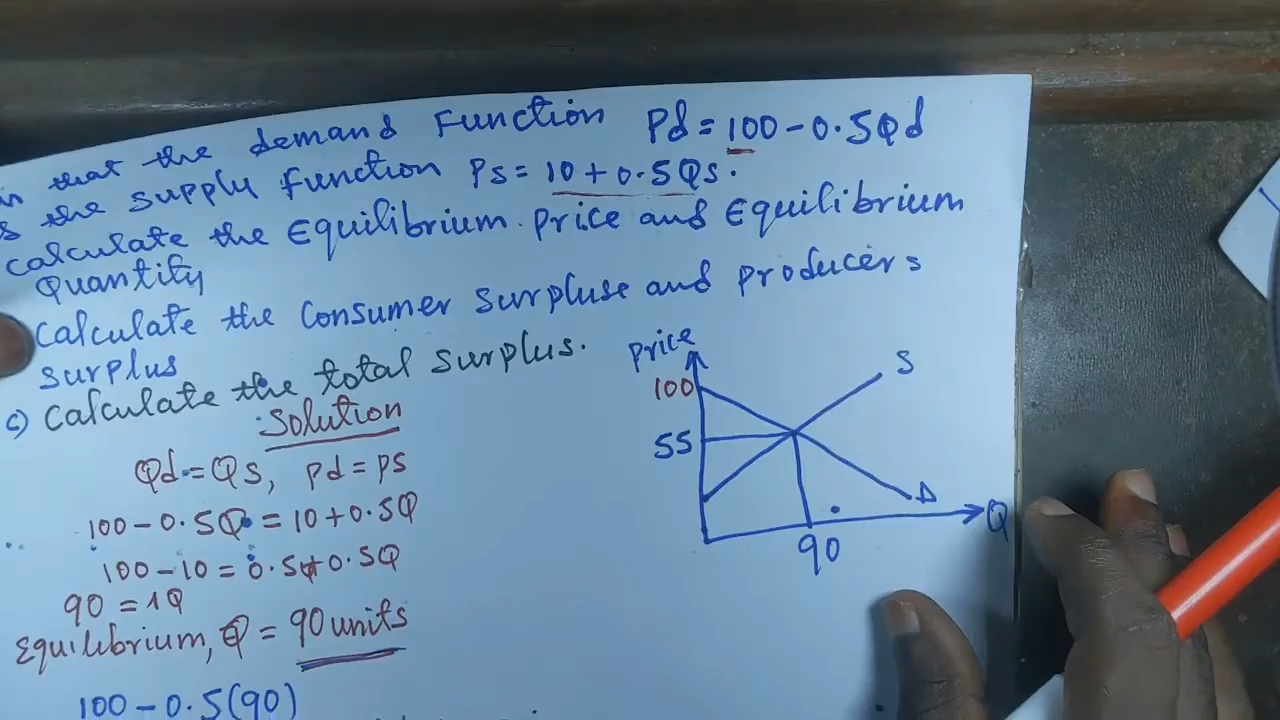 in that the demand Function Pd = 100 - 0.5Qd
the supply function Ps = 10 + 0.5Qs.
calculate the Equilibrium. price and Equilibrium
Quantity
calculate the consumer surpluse and producers
surplus
c) calculate the total surplus.
Solution
Qd = Qs, pd = ps
100 - 0.5Q = 10 + 0.5Q
100 - 10 = 0.5Q + 0.5Q
90 = 1Q
Equilibrium, Q = 90 units
100 - 0.5(90)
price
100
55
S
D
Q
90